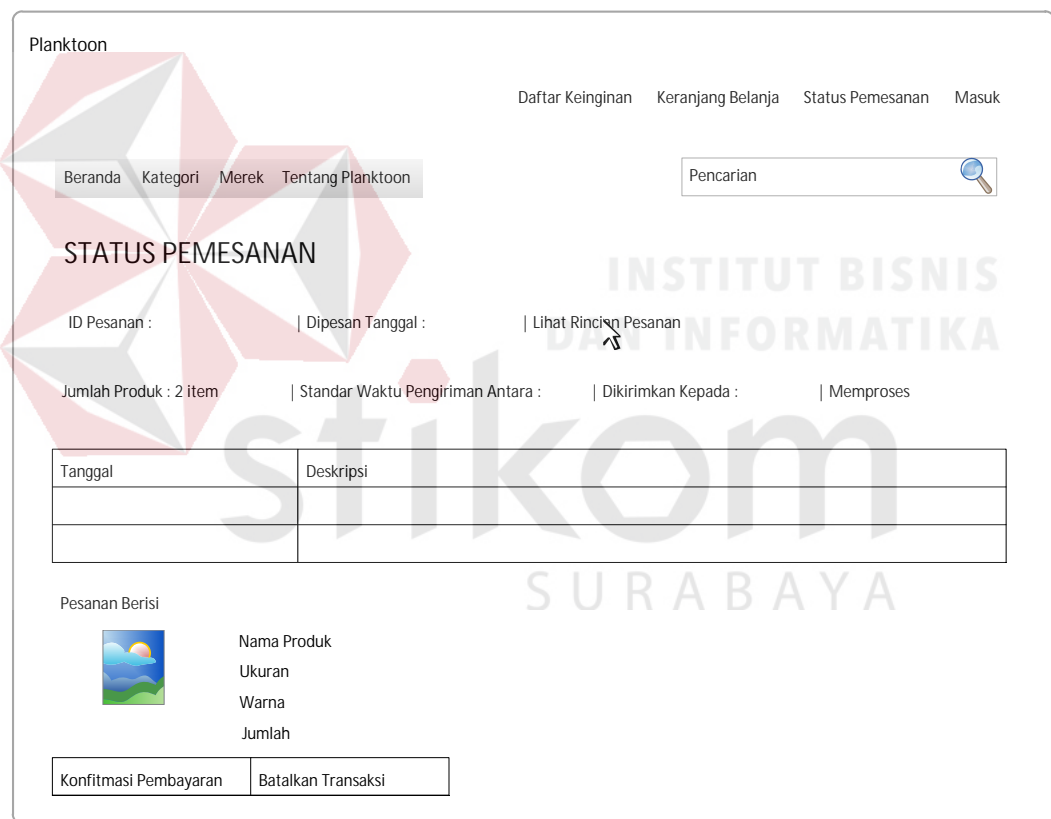 Planktoon
Daftar Keinginan Keranjang Belanja Status Pemesanan Masuk
Beranda Kategori Merek Tentang Planktoon
Pencarian
STATUS PEMESANAN
INSTITUT BISNIS
DAN INFORMATIKA
ID Pesanan : | Dipesan Tanggal : | Lihat Rincian Pesanan
Jumlah Produk : 2 item | Standar Waktu Pengiriman Antara : | Dikirimkan Kepada : | Memproses
stikom
Tanggal Deskripsi
SURABAYA
Pesanan Berisi
Nama Produk
Ukuran
Warna
Jumlah
Konfitmasi Pembayaran Batalkan Transaksi